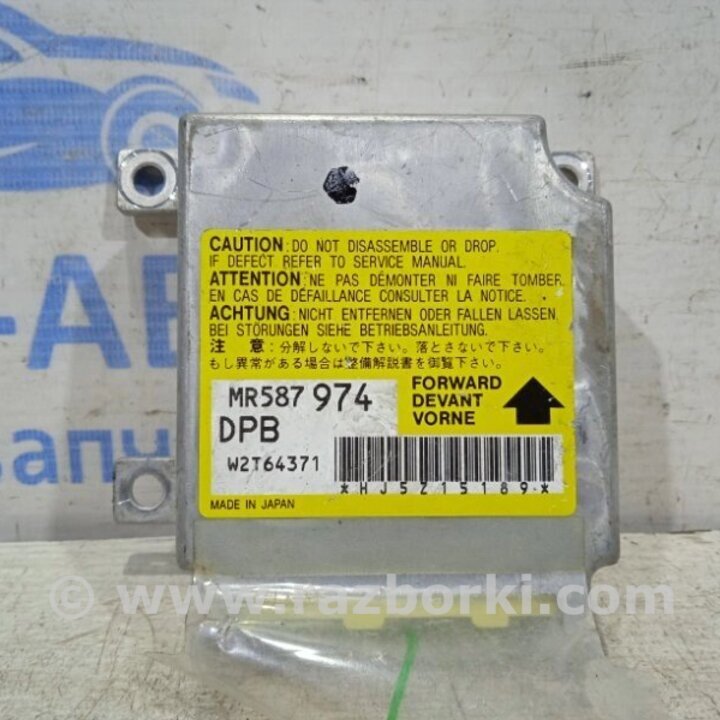 CAUTION: DO NOT DISASSEMBLE OR DROP.
IF DEFECT REFER TO SERVICE MANUAL.
ATTENTION: NE PAS DÉMONTER NI FAIRE TOMBER.
EN CAS DE DÉFAILLANCE CONSULTER LA NOTICE.
ACHTUNG: NICHT ENTFERNEN ODER FALLEN LASSEN
BEI STÖRUNGEN SIEHE BETRIEBSANLEITUNG.
注 意:分解しないで下さい。落とさないで下さい。
もし異常がある場合は整備解説書を御覧下さい。
MR587 974
DPB
W2T64371
FORWARD
DEVANT
VORNE
*HJ5Z15189*
MADE IN JAPAN
© www.razborki.com